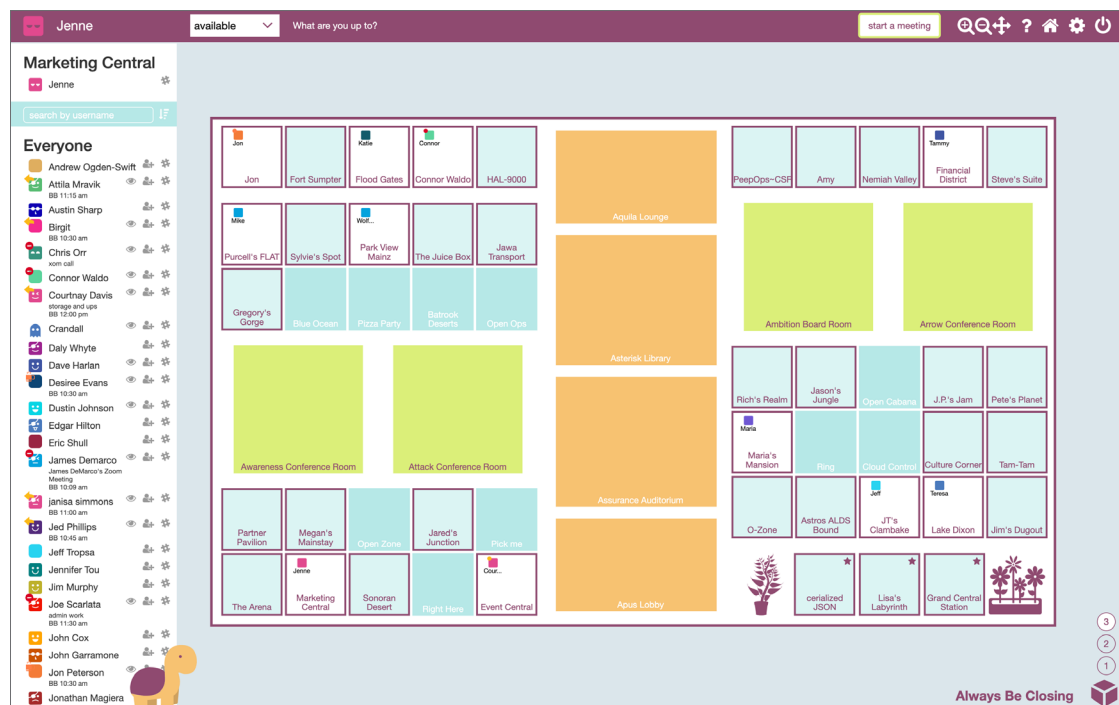 Jenne
available
What are you up to?
start a meeting
Marketing Central
Jenne
search by username
Everyone
Andrew Ogden-Swift
Attila Mravik
BB 11:15 am
Austin Sharp
Birgit
BB 10:30 am
Chris Orr
xom call
Connor Waldo
Courtnay Davis
storage and ups
BB 12:00 pm
Crandall
Daly Whyte
Dave Harlan
Desiree Evans
BB 10:30 am
Dustin Johnson
Edgar Hilton
Eric Shull
James Demarco
James DeMarco's Zoom
Meeting
BB 10:09 am
janisa simmons
BB 11:00 am
Jed Phillips
BB 10:45 am
Jeff Tropsa
Jennifer Tou
Jim Murphy
Joe Scarlata
admin work
BB 11:30 am
John Cox
John Garramone
Jon Peterson
BB 10:30 am
Jonathan Magiera
Jon
Jon
Fort Sumpter
Katie
Flood Gates
Connor
Connor Waldo
HAL-9000
Mike
Purcell's FLAT
Sylvie's Spot
Wolf...
Park View
Mainz
The Juice Box
Jawa
Transport
Gregory's
Gorge
Blue Ocean
Pizza Party
Batrook
Deserts
Open Ops
Awareness Conference Room
Attack Conference Room
Partner
Pavilion
Megan's
Mainstay
Open Zone
Jared's
Junction
Pick me
The Arena
Jenne
Marketing
Central
Sonoran
Desert
Right Here
Cour...
Event Central
Aquila Lounge
Asterisk Library
Assurance Auditorium
Apus Lobby
PeepOps~CSF
Amy
Nemiah Valley
Tammy
Financial
District
Steve's Suite
Ambition Board Room
Arrow Conference Room
Rich's Realm
Jason's
Jungle
Open Cabana
J.P.'s Jam
Pete's Planet
Maria
Maria's
Mansion
Ring
Cloud Control
Culture Corner
Tam-Tam
O-Zone
Astros ALDS
Bound
Jeff
JT's
Clambake
Teresa
Lake Dixon
Jim's Dugout
cerialized
JSON
Lisa's
Labyrinth
Grand Central
Station
3
2
1
Always Be Closing